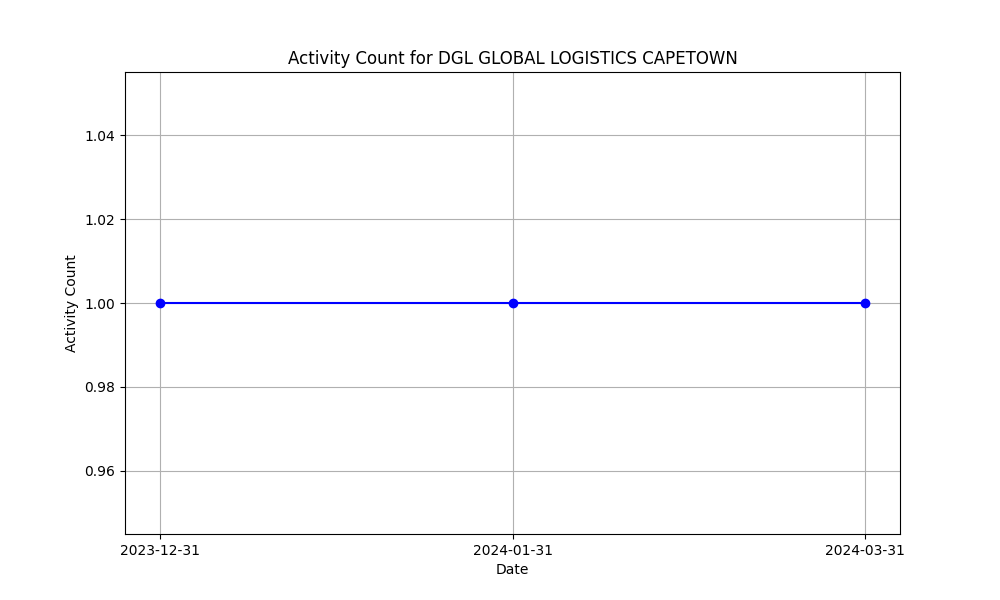 Activity Count for DGL GLOBAL LOGISTICS CAPETOWN
1.04
1.02
1.00
0.98
0.96
Activity Count
2023-12-31 2024-01-31 2024-03-31
Date